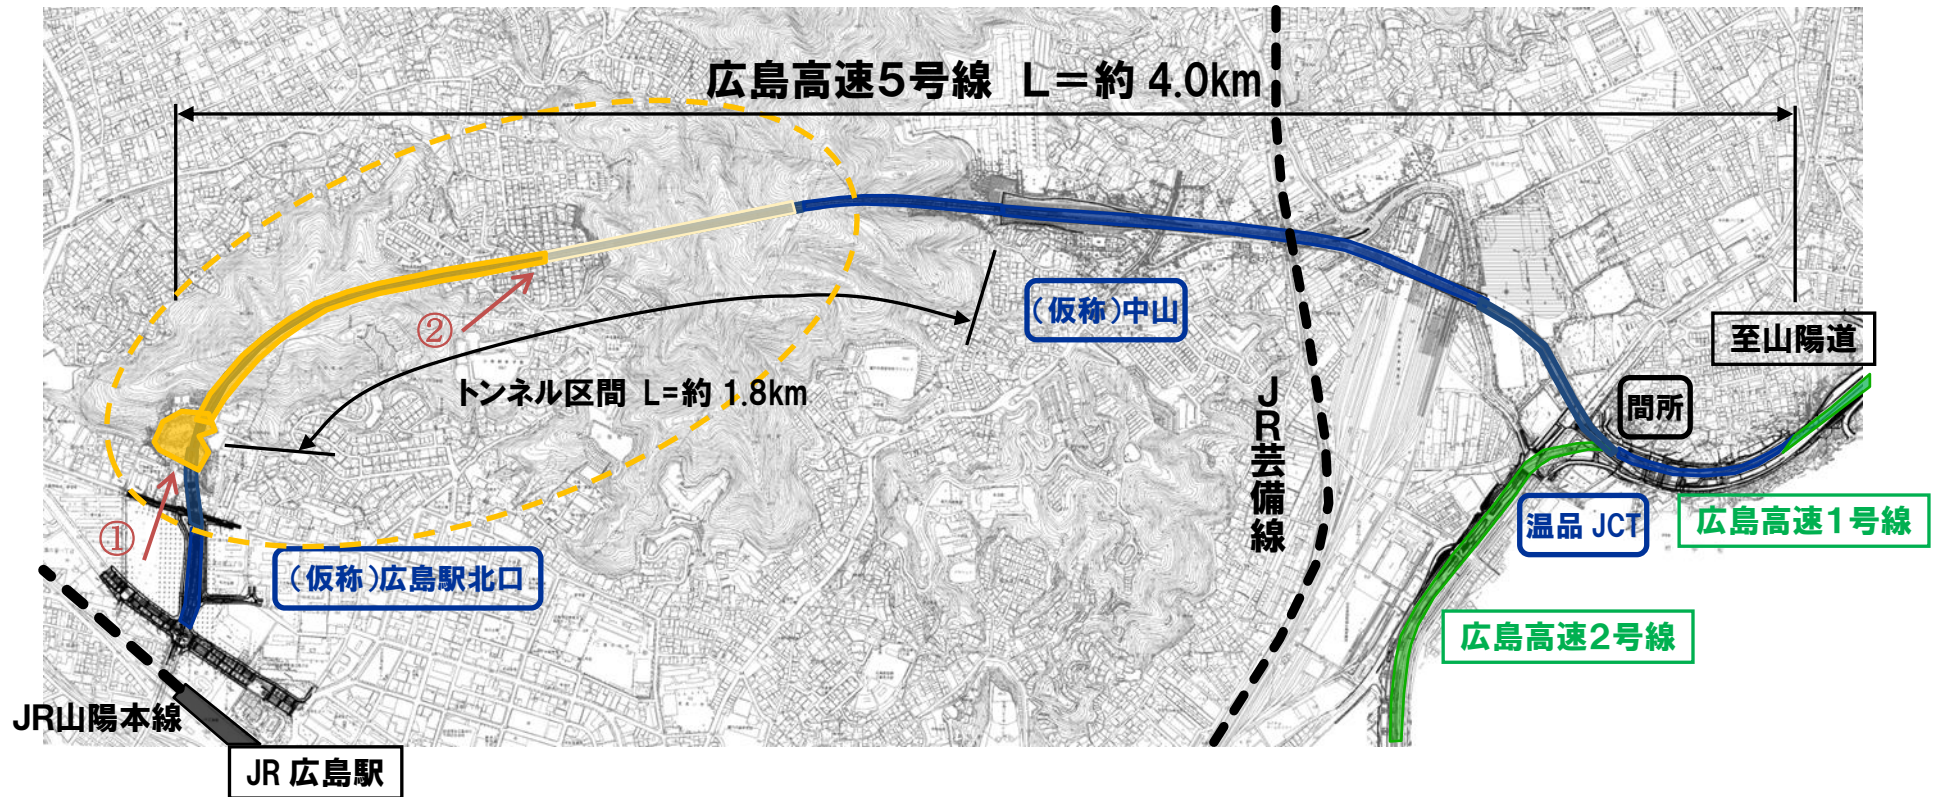 広島高速5号線 L＝約 4.0km
②
(仮称)中山
至山陽道
トンネル区間 L=約 1.8km
JR芸備線
間所
①
温品 JCT
広島高速1号線
(仮称)広島駅北口
広島高速2号線
JR山陽本線
JR 広島駅